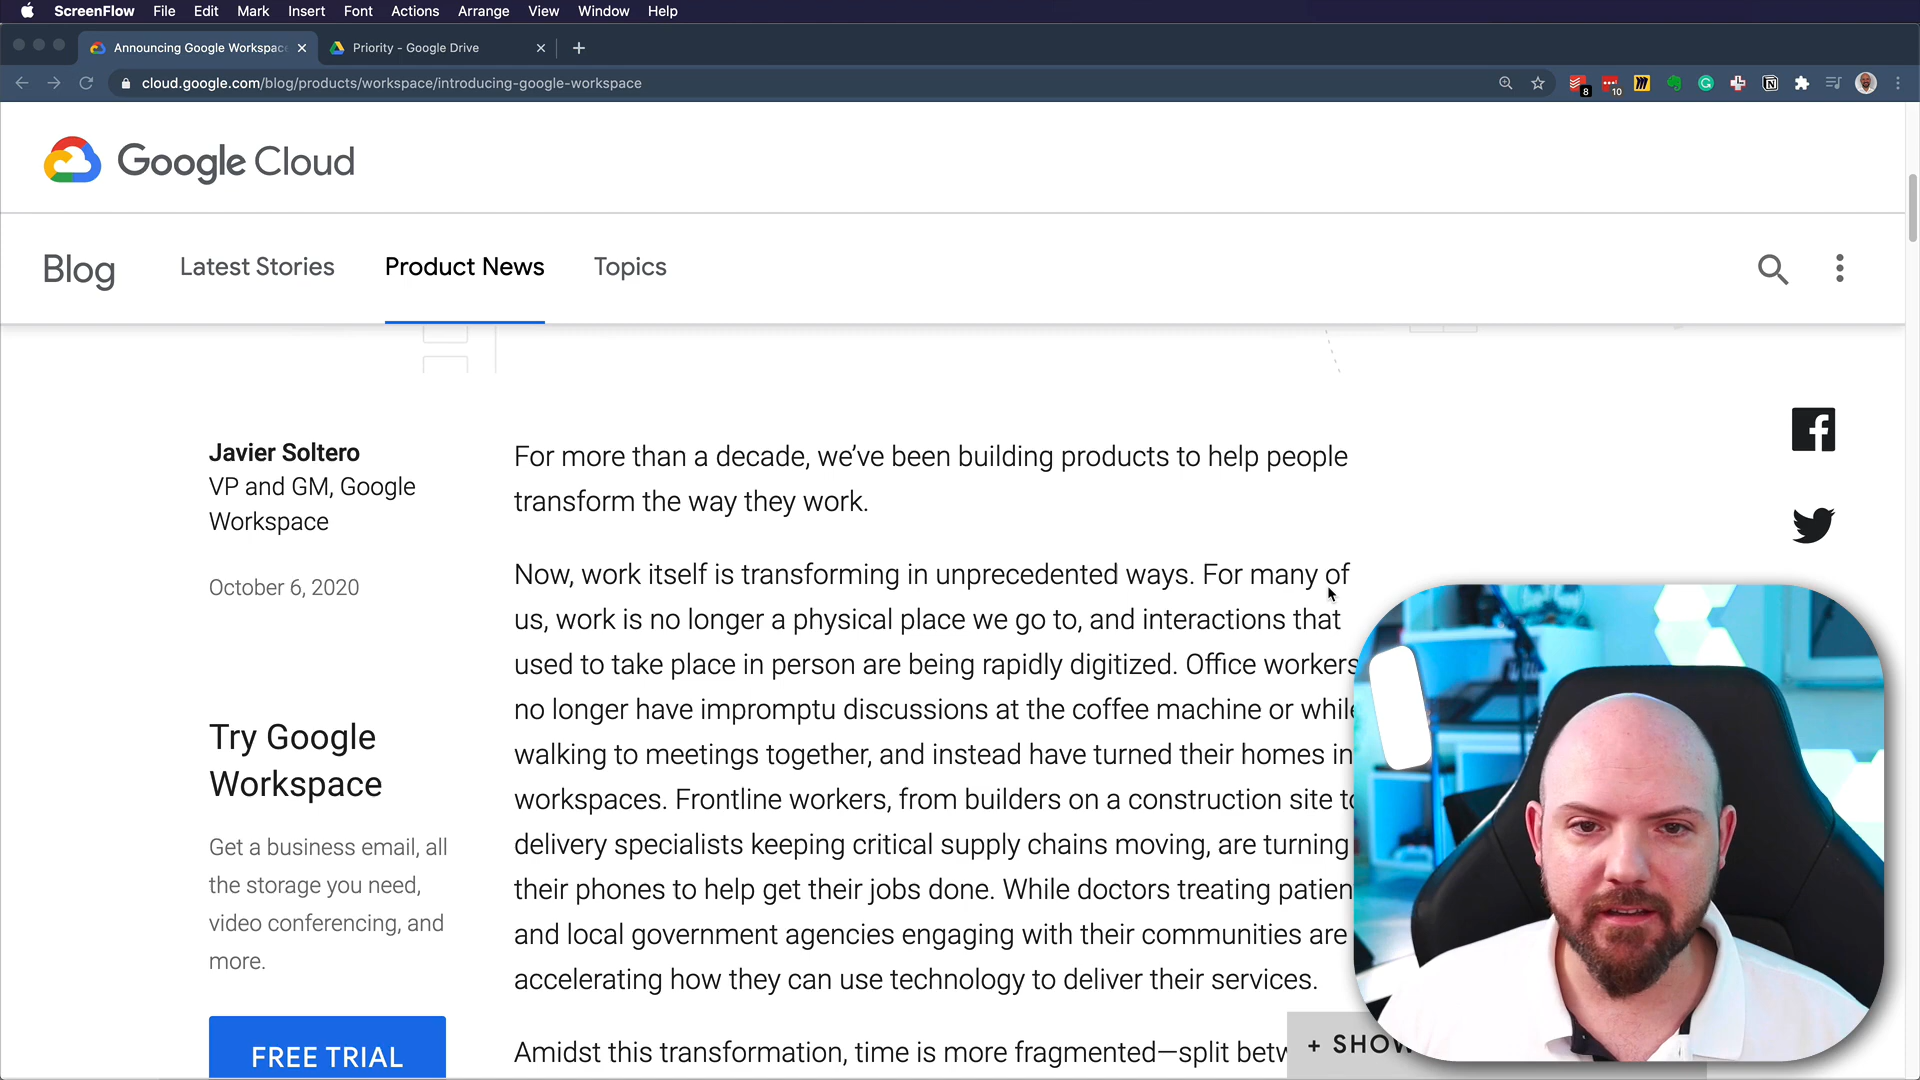 ScreenFlow File Edit Mark Insert Font Actions Arrange View Window Help
Announcing Google Workspace
Priority - Google Drive
cloud.google.com/blog/products/workspace/introducing-google-workspace
8
10
Google Cloud
Blog Latest Stories Product News Topics
Javier Soltero
VP and GM, Google
Workspace
October 6, 2020
Try Google
Workspace
Get a business email, all
the storage you need,
video conferencing, and
more.
FREE TRIAL
For more than a decade, we’ve been building products to help people
transform the way they work.
Now, work itself is transforming in unprecedented ways. For many of
us, work is no longer a physical place we go to, and interactions that
used to take place in person are being rapidly digitized. Office workers
no longer have impromptu discussions at the coffee machine or while
walking to meetings together, and instead have turned their homes in
workspaces. Frontline workers, from builders on a construction site to
delivery specialists keeping critical supply chains moving, are turning
their phones to help get their jobs done. While doctors treating patien
and local government agencies engaging with their communities are
accelerating how they can use technology to deliver their services.
Amidst this transformation, time is more fragmented—split betw
+ SHOW